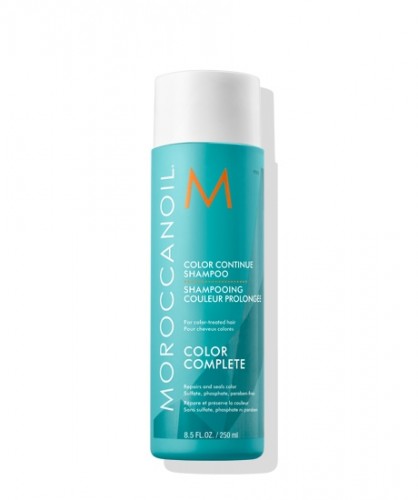 MOROCCANOIL.
M
COLOR CONTINUE
SHAMPOO
SHAMPOOING
COULEUR PROLONGÉE
For color-treated hair
Pour cheveux colorés
COLOR
COMPLETE
Repairs and seals color
Sulfate, phosphate, paraben free
Répare et préserve la couleur
Sans sulfate, phosphate ni paraben
8.5 FL.OZ. / 250 ml